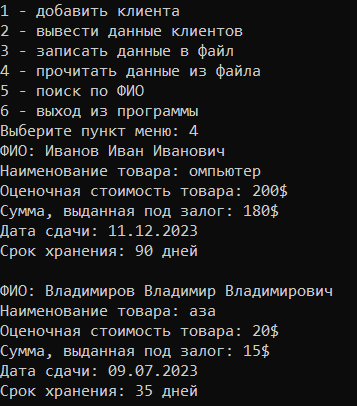 1 - добавить клиента
2 - вывести данные клиентов
3 - записать данные в файл
4 - прочитать данные из файла
5 - поиск по ФИО
6 - выход из программы
Выберите пункт меню: 4
ФИО: Иванов Иван Иванович
Наименование товара: омпьютер
Оценочная стоимость товара: 200$
Сумма, выданная под залог: 180$
Дата сдачи: 11.12.2023
Срок хранения: 90 дней
ФИО: Владимиров Владимир Владимирович
Наименование товара: аза
Оценочная стоимость товара: 20$
Сумма, выданная под залог: 15$
Дата сдачи: 09.07.2023
Срок хранения: 35 дней